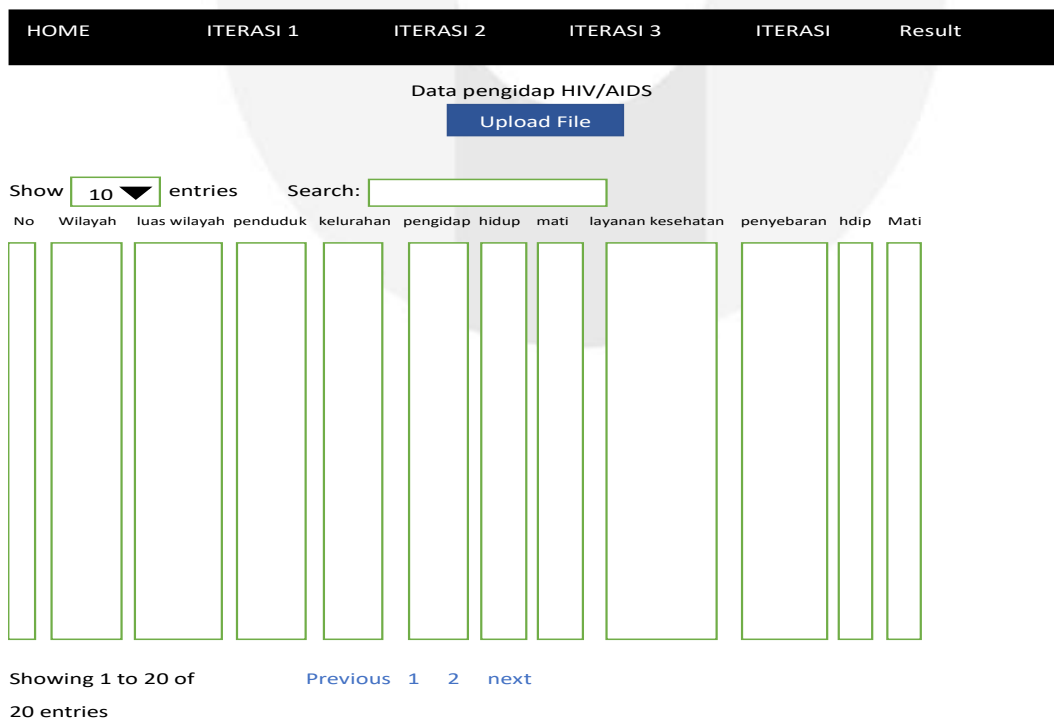 HOME ITERASI 1 ITERASI 2 ITERASI 3 ITERASI Result
Data pengidap HIV/AIDS
Upload File
Show 10 entries Search:
No Wilayah luas wilayah penduduk kelurahan pengidap hidup mati layanan kesehatan penyebaran hdip Mati
Showing 1 to 20 of Previous 1 2 next
20 entries